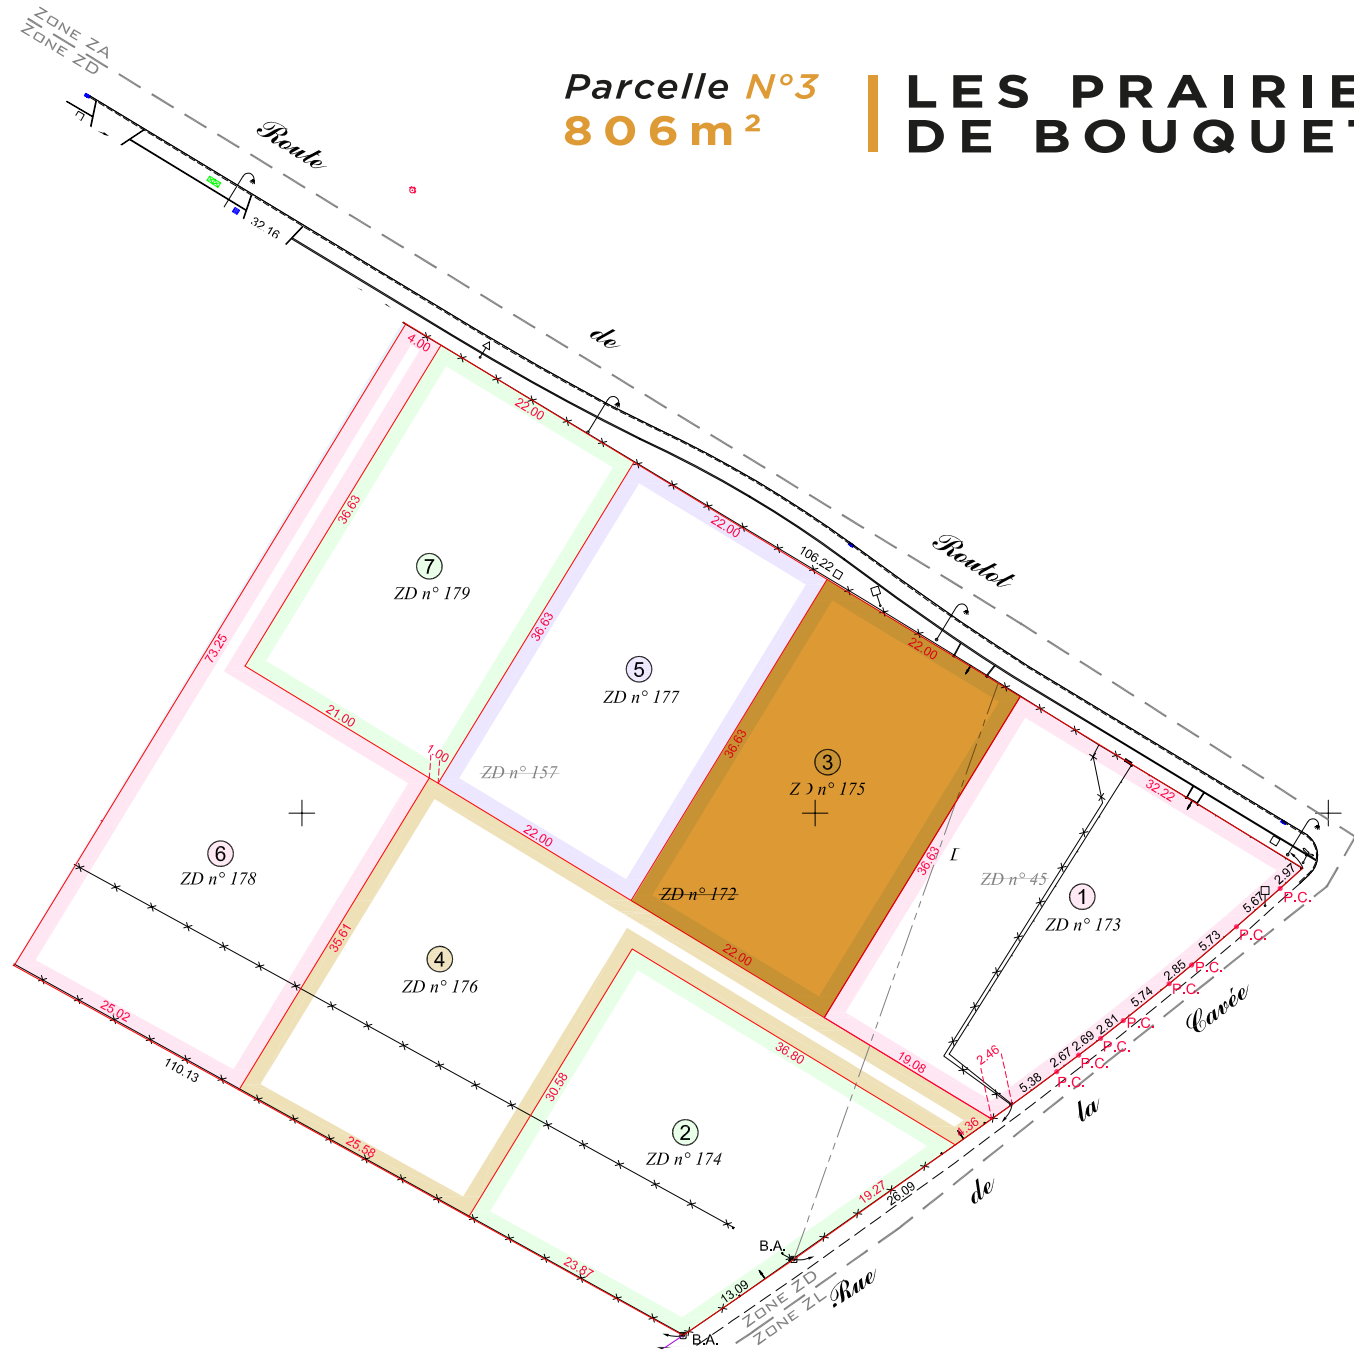 ZONE ZA
ZONE ZD
Parcelle N°3
806m²
LES PRAIRIE
DE BOUQUET
Route
32.16
de
4.00
22.00
36.63
7
ZD n° 179
22.00
106.22
Routot
36.63
5
ZD n° 177
22.00
73.25
21.00
1.00
ZD n° 157
36.63
3
ZD n° 175
32.22
22.00
6
ZD n° 178
ZD n° 172
36.63
ZD n° 45
1
ZD n° 173
2.97
5.67
P.C.
5.73
P.C.
2.85
P.C.
5.74
P.C.
2.81
P.C.
2.69
2.67
P.C.
5.38
Cavée
la
35.61
4
ZD n° 176
22.00
19.08
2.46
25.02
110.13
36.80
30.58
2
ZD n° 174
4.36
25.58
19.27
26.09
de
23.87
B.A.
13.09
ZONE ZD
ZONE ZL
Rue
B.A.